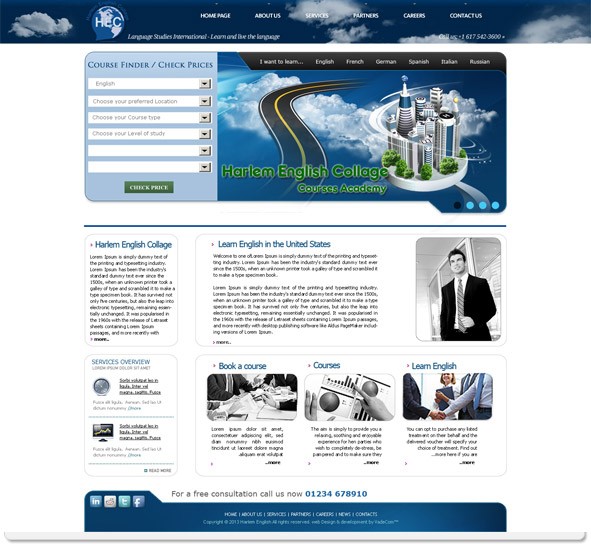 HEC
HOME PAGE ABOUT US SERVICES PARTNERS CAREERS CONTACT US
Language Studies International - Learn and live the language
Call us: +1 617 542-3600 »
COURSE FINDER / CHECK PRICES
English
Choose your preferred Location
Choose your Course type
Choose your Level of studs
CHECK PRICE
I want to learn... English French German Spanish Italian Russian
Harlem English Collage
Courses Academy
Harlem English Collage
Lorem Ipsum is simply dummy
text of the printing and
typesetting industry. Lorem
Ipsum has been the industry's
standard dummy text ever since
the 1500s, when an unknown
printer took a galley of type and
scrambled it to make a type
specimen book. It has survived not
only five centuries, but also the leap into
electronic typesetting, remaining essen-
tially unchanged. It was popularised in
the 1960s with the release of Letraset
sheets containing Lorem Ipsum
passages, and more recently with
more..
Learn English in the United States
Welcome to one ofLorem Ipsum is simply dummy text of the printing and typeset-
ting industry. Lorem Ipsum has been the industry's standard dummy text ever
since the 1500s, when an unknown printer took a galley of type and scrambled it
to make a type specimen book.
Lorem Ipsum is simply dummy text of the printing and typesetting industry.
Lorem Ipsum has been the industry's standard dummy text ever since the 1500s,
when an unknown printer took a galley of type and scrambled it to make a type
specimen book. It has survived not only five centuries, but also the leap into
electronic typesetting, remaining essentially unchanged. It was popularised in
the 1960s with the release of Letraset sheets containing Lorem Ipsum passages,
and more recently with desktop publishing software like Aldus PageMaker includ-
ing versions of Lorem Ipsum.
more..
SERVICES OVERVIEW
LOREM IPSUM DOLOR SIT AMET
Sortis volutpat leo in
ligula. Inter vel
magna, sagittis. Fusce
Fusce elit ligula, Aenean. Sed leo Ut
dictum nonummy //more
Sortis volutpat leo in
ligula. Inter vel
magna, sagittis. Fusce
Fusce elit ligula, Aenean. Sed leo Ut
dictum nonummy //more
READ MORE
Book a course
Lorem ipsum dolor sit amet,
consectetuer adipiscing elit, sed
diam nonummy nibh euismod
tincidunt ut laoreet dolore magna
.aliquam erat volutpat
...more
Courses
The aim is simply to provide you a
relaxing, soothing and enjoyable
experience for hen parties who
wish to completely de-stress, be
pampered and to make sure they
...more
Learn English
You can opt to purchase any listed
treatment on their behalf and the
delivered voucher will specify your
choice of treatment. Find out
...more here if you are
...more
For a free consultation call us now 01234 678910
HOME | ABOUT US | SERVICES | PARTNERS | CAREERS | NEWS | CONTACTS
Copyright © 2013 Harlem English All rights reserved. web Design & development by